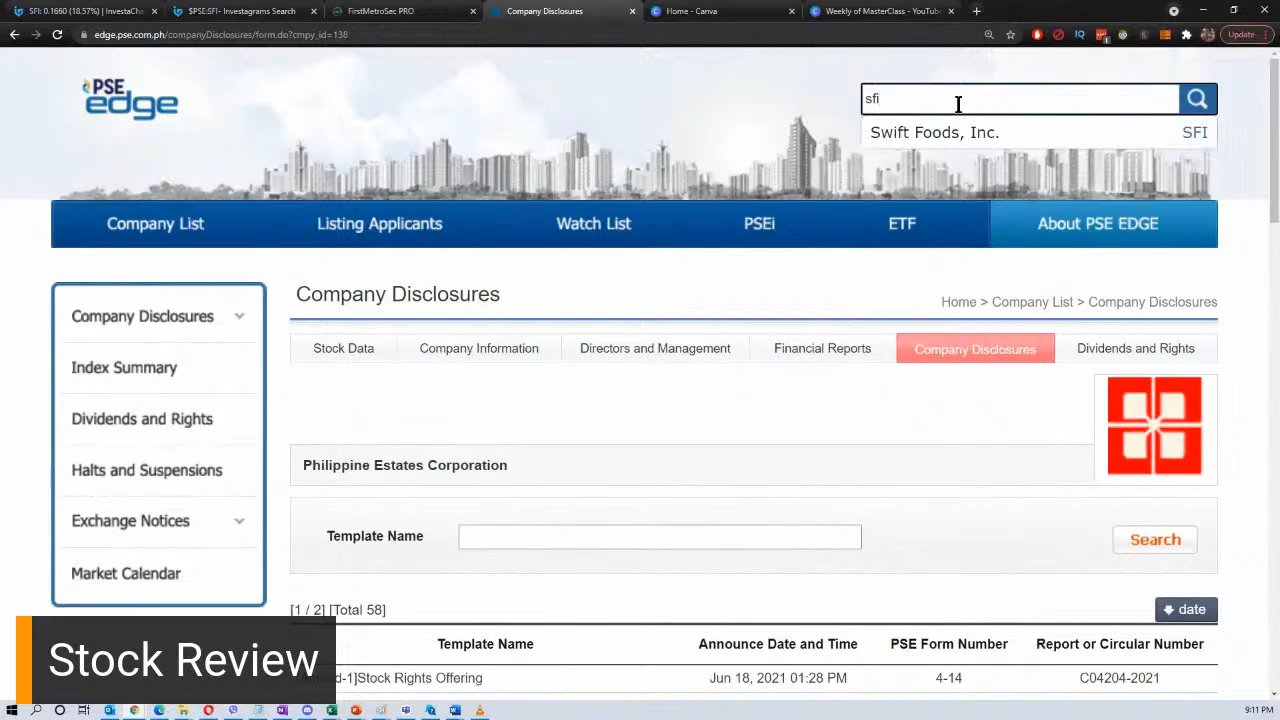 SFI: 0.1660 (18.57%) | InvestaCha
$PSE:SFI- Investagrams Search
FirstMetroSec PRO
Company Disclosures
Home - Canva
Weekly of MasterClass - YouTube
edge.pse.com.ph/companyDisclosures/form.do?cmpy_id=138
Update
PSE
edge
sfi
Swift Foods, Inc. SFI
Company List
Listing Applicants
Watch List
PSEi
ETF
About PSE EDGE
Company Disclosures
Index Summary
Dividends and Rights
Halts and Suspensions
Exchange Notices
Market Calendar
Company Disclosures
Home > Company List > Company Disclosures
Stock Data
Company Information
Directors and Management
Financial Reports
Company Disclosures
Dividends and Rights
Philippine Estates Corporation
Template Name
Search
[1 / 2] [Total 58]
date
Template Name Announce Date and Time PSE Form Number Report or Circular Number
Stock Rights Offering Jun 18, 2021 01:28 PM 4-14 C04204-2021
Stock Review
9:11 PM